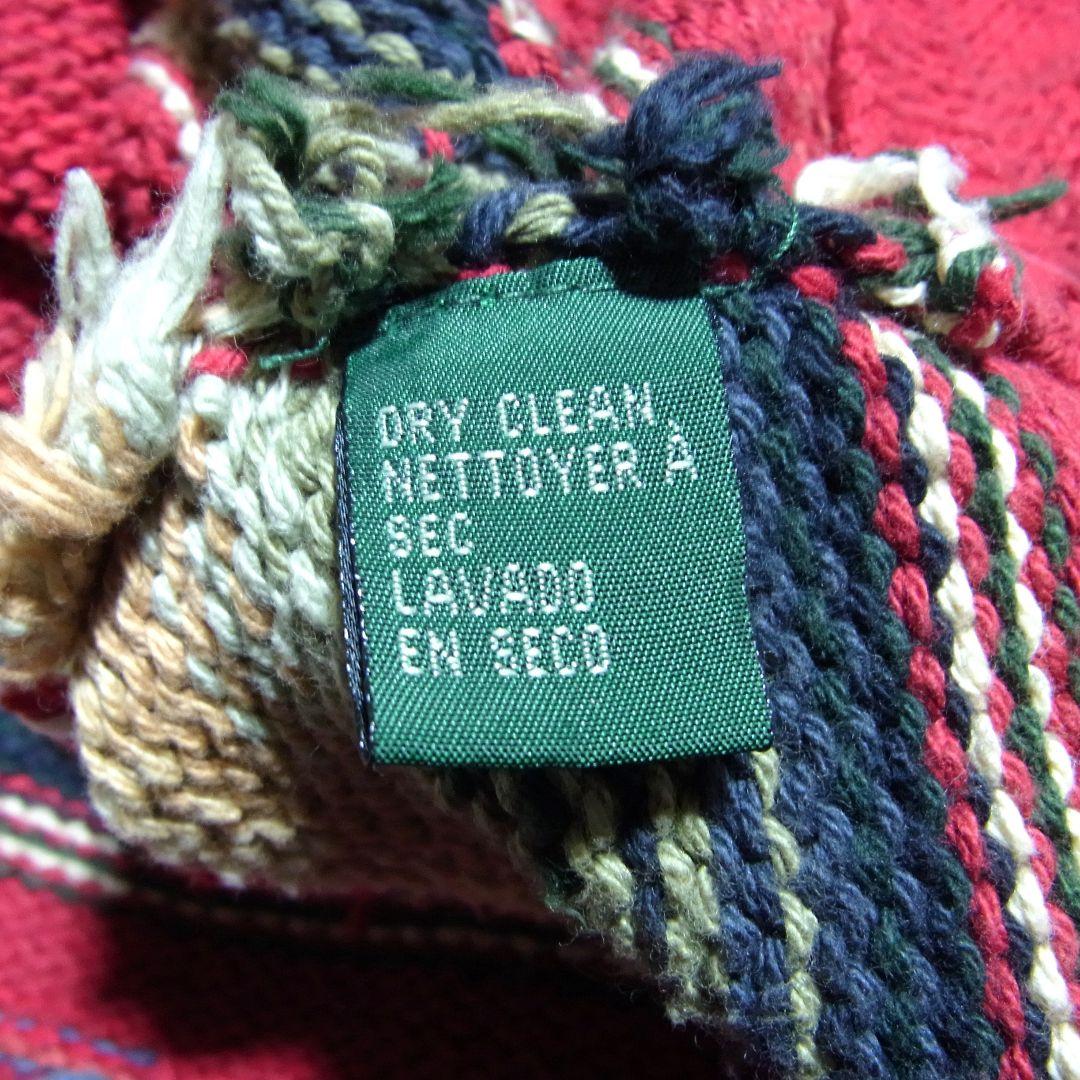 DRY CLEAN
NETTOYER À
SEC
LAVADO
EN SECO